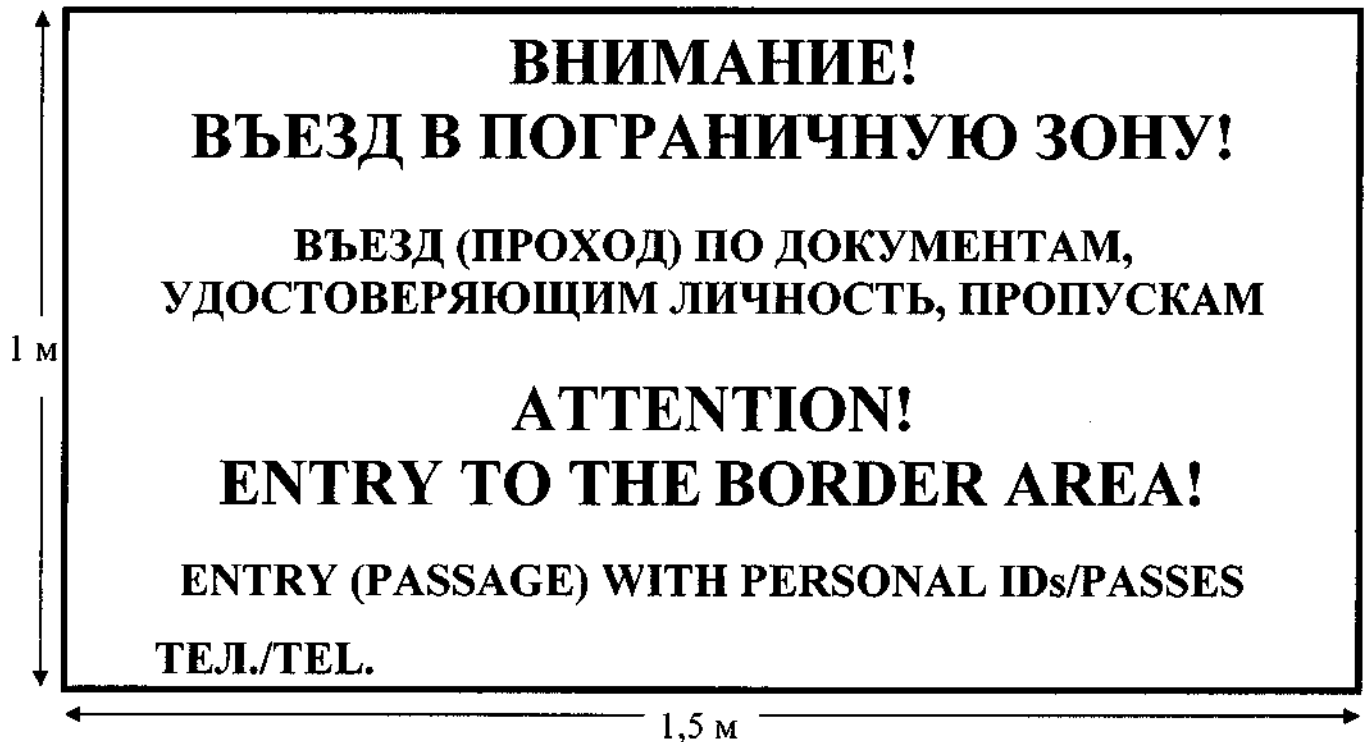 ВНИМАНИЕ!
ВЪЕЗД В ПОГРАНИЧНУЮ ЗОНУ!
ВЪЕЗД (ПРОХОД) ПО ДОКУМЕНТАМ,
УДОСТОВЕРЯЮЩИМ ЛИЧНОСТЬ, ПРОПУСКАМ
1 м
ATTENTION!
ENTRY TO THE BORDER AREA!
ENTRY (PASSAGE) WITH PERSONAL IDs/PASSES
ТЕЛ./TEL.
1,5 м